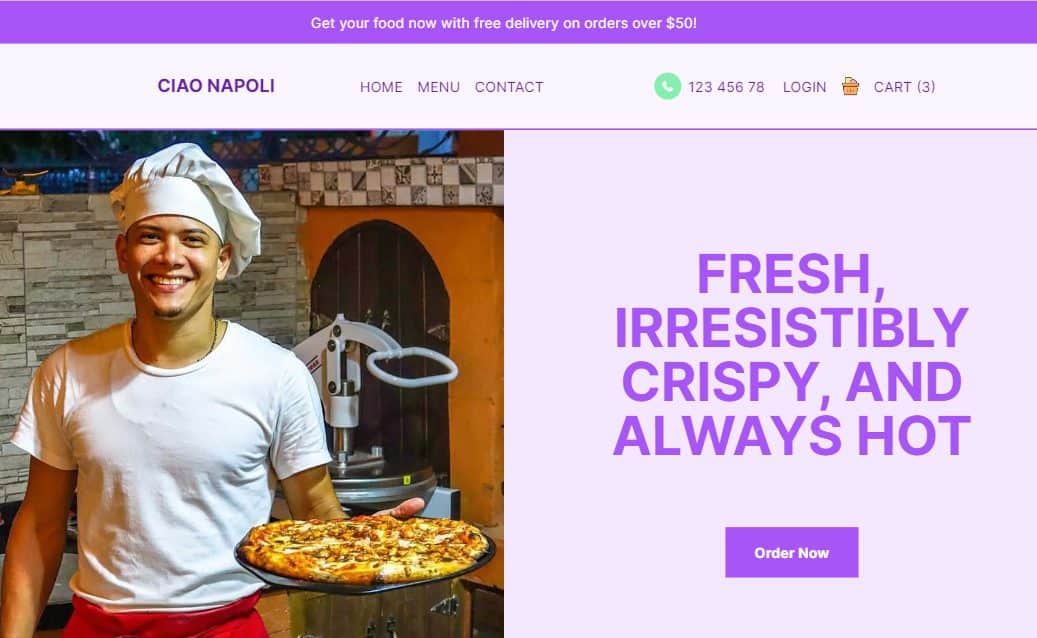 Get your food now with free delivery on orders over $50!
CIAO NAPOLI HOME MENU CONTACT 123 456 78 LOGIN CART (3)
FRESH,
IRRESISTIBLY
CRISPY, AND
ALWAYS HOT
Order Now